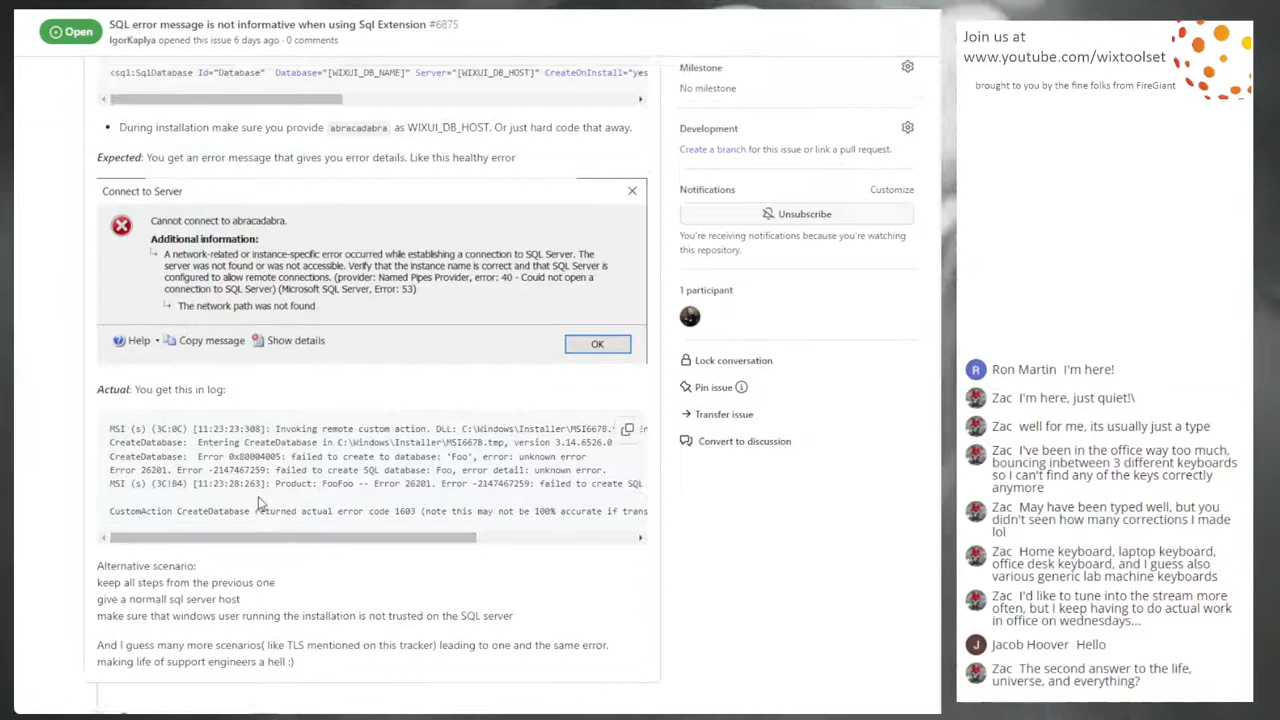 SQL error message is not informative when using Sql Extension #6875
Open
IgorKaplya opened this issue 6 days ago · 0 comments
<sql:SqlDatabase Id="Database" Database="[WIXUI_DB_NAME]" Server="[WIXUI_DB_HOST]" CreateOnInstall="yes
• During installation make sure you provide abracadabra as WIXUI_DB_HOST. Or just hard code that away.
Expected: You get an error message that gives you error details. Like this healthy error
Connect to Server
Cannot connect to abracadabra.
Additional information:
A network-related or instance-specific error occurred while establishing a connection to SQL Server. The
server was not found or was not accessible. Verify that the instance name is correct and that SQL Server is
configured to allow remote connections. (provider: Named Pipes Provider, error: 40 - Could not open a
connection to SQL Server) (Microsoft SQL Server, Error: 53)
The network path was not found
Help
Copy message
Show details
OK
Actual: You get this in log:
MSI (s) (3C:0C) [11:23:23:308]: Invoking remote custom action. DLL: C:\Windows\Installer\MSI667B.
CreateDatabase: Entering CreateDatabase in C:\Windows\Installer\MSI667B.tmp, version 3.14.6526.0
CreateDatabase: Error 0x80004005: failed to create to database: 'Foo', error: unknown error
Error 26201. Error -2147467259: failed to create SQL database: Foo, error detail: unknown error.
MSI (s) (3C!B4) [11:23:28:263]: Product: FooFoo -- Error 26201. Error -2147467259: failed to create SQL
CustomAction CreateDatabase returned actual error code 1603 (note this may not be 100% accurate if trans
Alternative scenario:
keep all steps from the previous one
give a normall sql server host
make sure that windows user running the installation is not trusted on the SQL server
And I guess many more scenarios( like TLS mentioned on this tracker) leading to one and the same error.
making life of support engineers a hell :)
Milestone
No milestone
Development
Create a branch for this issue or link a pull request.
Notifications
Customize
Unsubscribe
You're receiving notifications because you're watching
this repository.
1 participant
Lock conversation
Pin issue
Transfer issue
Convert to discussion
Join us at
www.youtube.com/wixtoolset
brought to you by the fine folks from FireGiant
R
Ron Martin I'm here!
Zac I'm here, just quiet!\
Zac well for me, its usually just a type
Zac I've been in the office way too much,
bouncing inbetween 3 different keyboards
so I can't find any of the keys correctly
anymore
Zac May have been typed well, but you
didn't seen how many corrections I made
lol
Zac Home keyboard, laptop keyboard,
office desk keyboard, and I guess also
various generic lab machine keyboards
Zac I'd like to tune into the stream more
often, but I keep having to do actual work
in office on wednesdays...
J
Jacob Hoover Hello
Zac The second answer to the life,
universe, and everything?